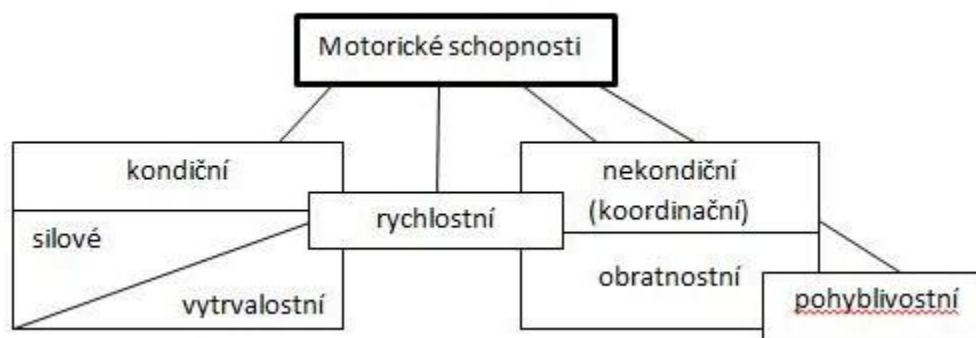 Motorické schopnosti
kondiční
nekondiční
(koordinační)
rychlostní
silové
vytrvalostní
obratnostní
pohyblivostní